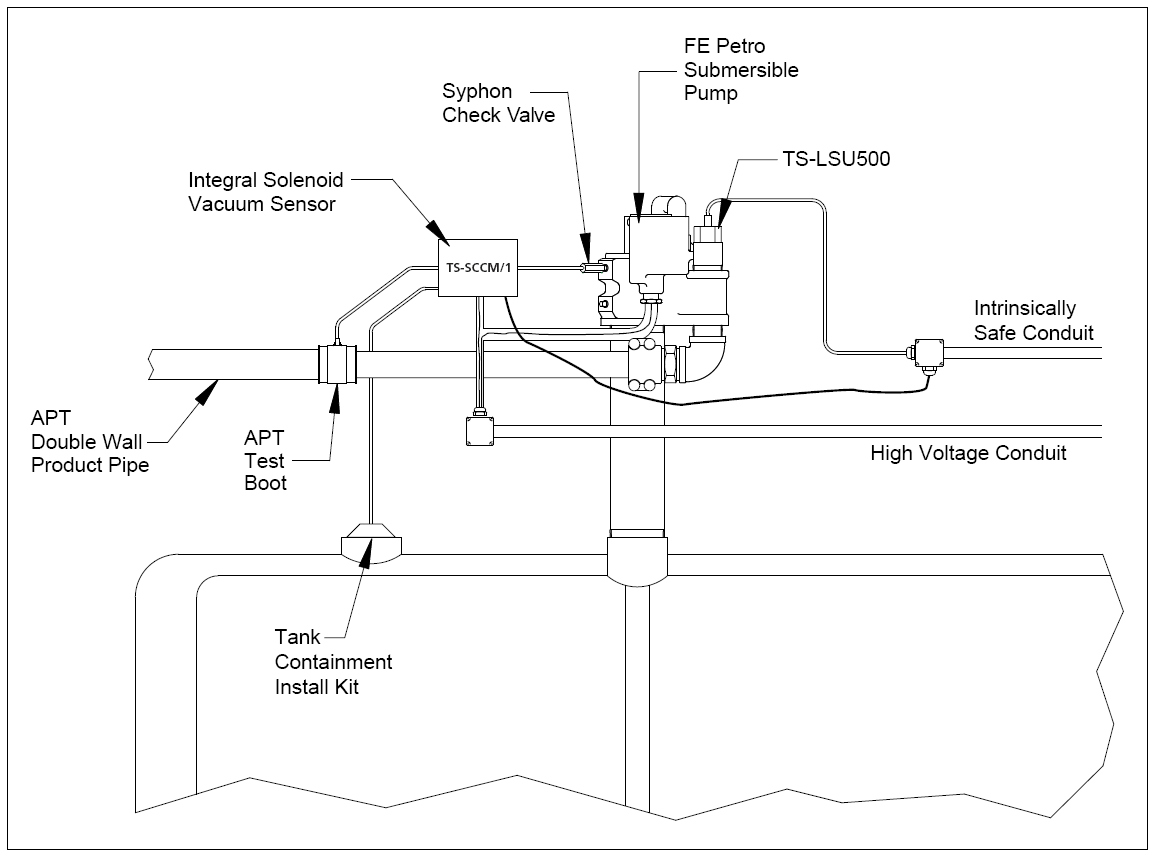 FE Petro
Submersible
Pump
Syphon
Check Valve
TS-LSU500
Integral Solenoid
Vacuum Sensor
TS-SCCM/1
Intrinsically
Safe Conduit
APT
Double Wall
Product Pipe
APT
Test
Boot
High Voltage Conduit
Tank
Containment
Install Kit